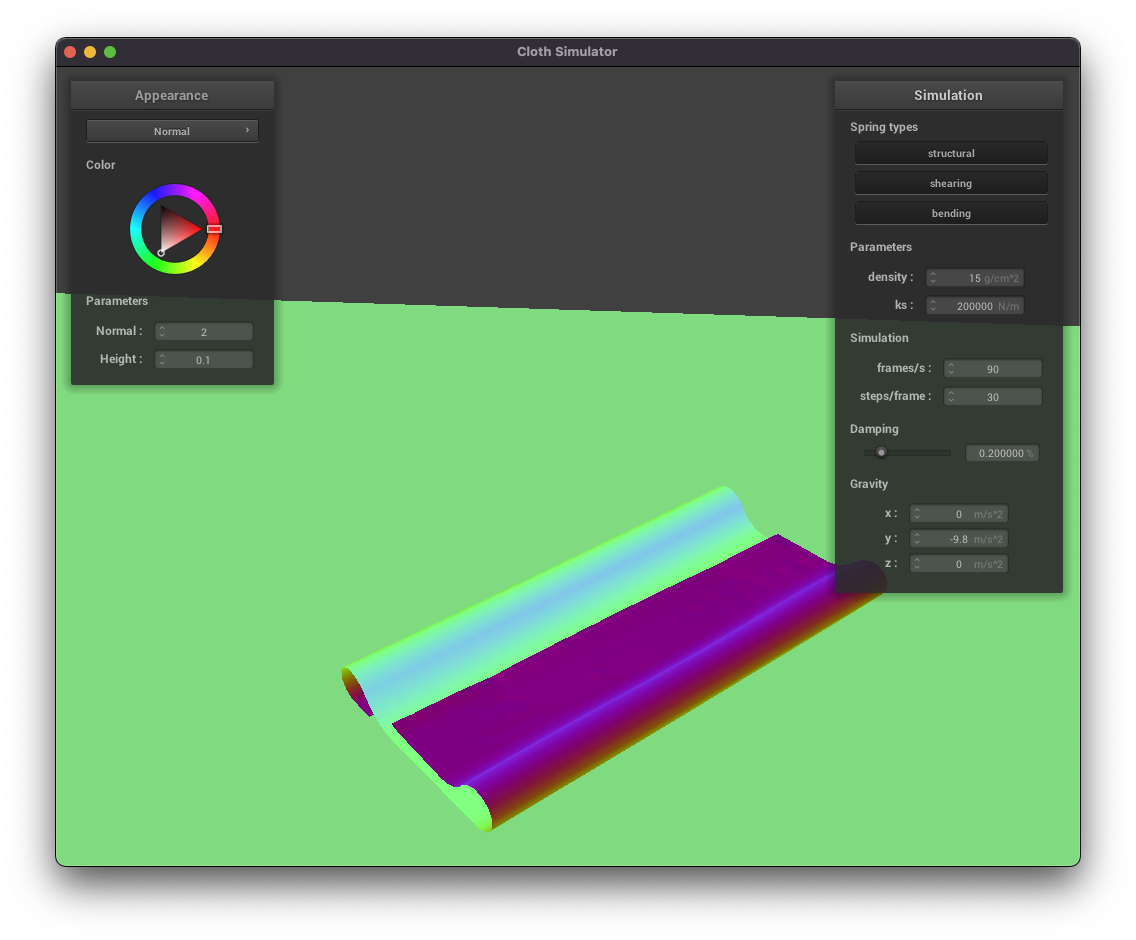 Cloth Simulator
Appearance
Normal
Color
Parameters
Normal : 2
Height : 0.1
Simulation
Spring types
structural
shearing
bending
Parameters
density : 15 g/cm^2
ks : 200000 N/m
Simulation
frames/s : 90
steps/frame : 30
Damping
0.200000 %
Gravity
x : 0 m/s^2
y : -9.8 m/s^2
z : 0 m/s^2